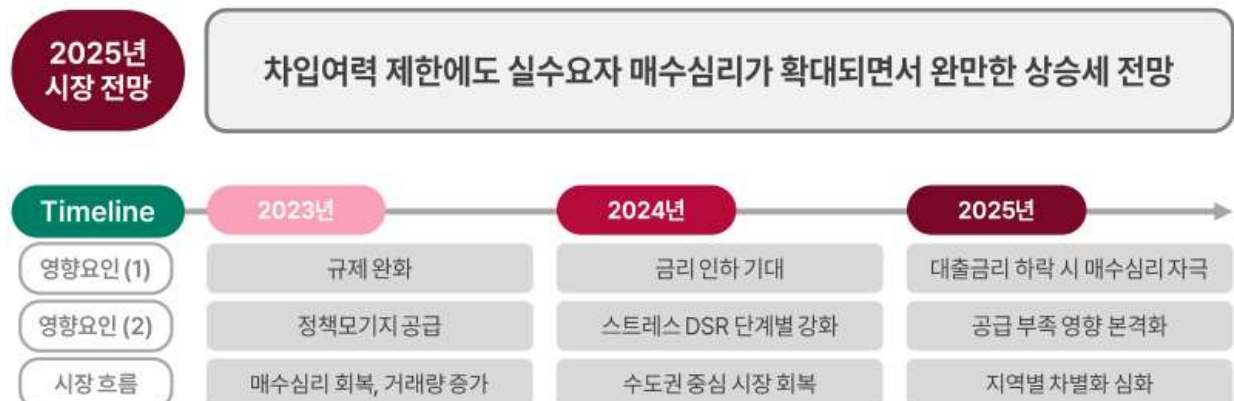 2025년
시장 전망
차입여력 제한에도 실수요자 매수심리가 확대되면서 완만한 상승세 전망
Timeline 2023년 2024년 2025년
영향요인 (1) 규제 완화 금리 인하 기대 대출금리 하락 시 매수심리 자극
영향요인 (2) 정책모기지 공급 스트레스 DSR 단계별 강화 공급 부족 영향 본격화
시장 흐름 매수심리 회복, 거래량 증가 수도권 중심 시장 회복 지역별 차별화 심화